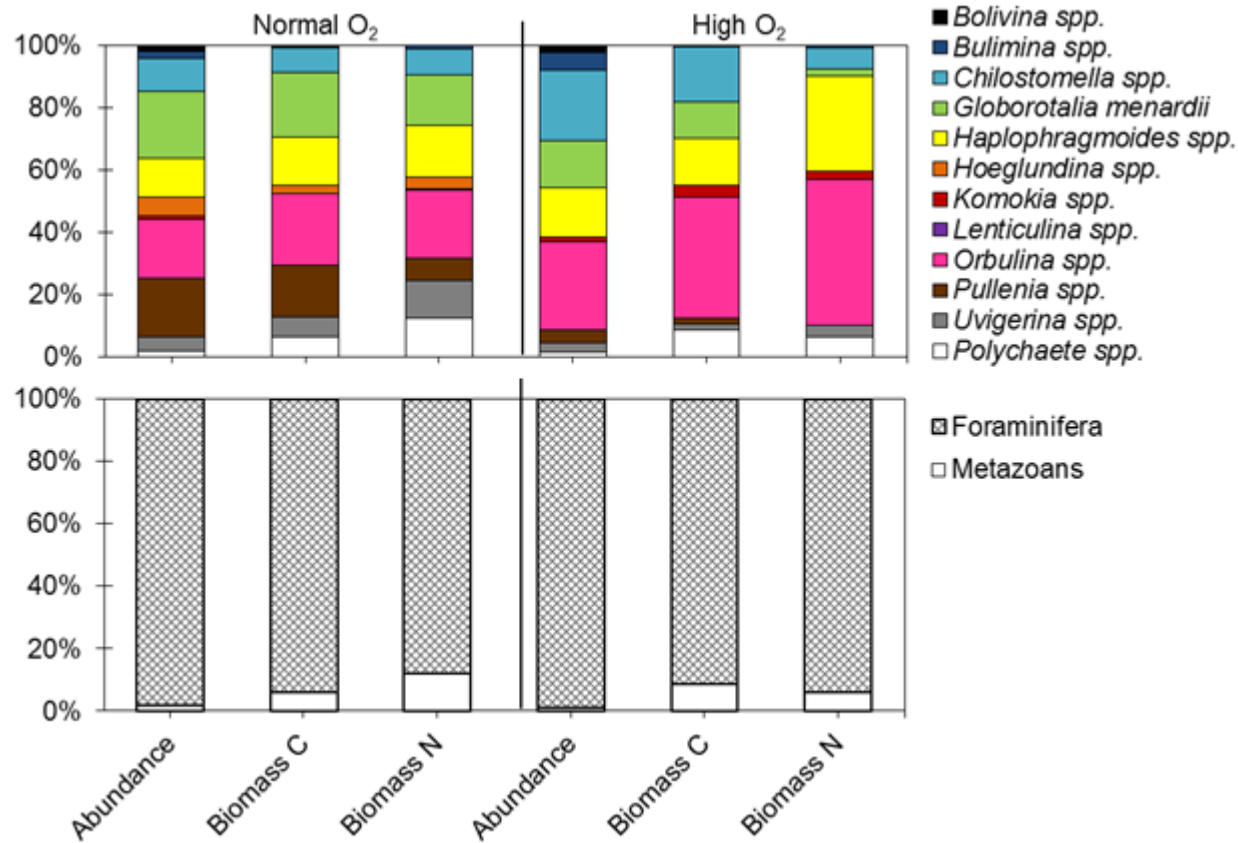 Normal O₂
High O₂
100%
80%
60%
40%
20%
0%
Bolivina spp.
Bulimina spp.
Chilostomella spp.
Globorotalia menardii
Haplophragmoides spp.
Hoeglundina spp.
Komokia spp.
Lenticulina spp.
Orbulina spp.
Pullenia spp.
Uvigerina spp.
Polychaete spp.
100%
80%
60%
40%
20%
0%
Foraminifera
Metazoans
Abundance
Biomass C
Biomass N
Abundance
Biomass C
Biomass N